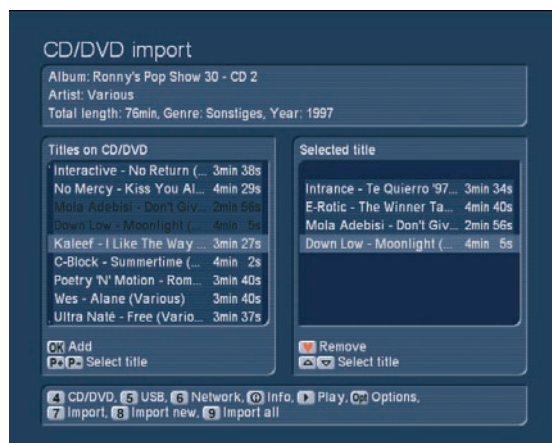 CD/DVD import
Album: Ronny's Pop Show 30 - CD 2
Artist: Various
Total length: 76min, Genre: Sonstiges, Year: 1997
Titles on CD/DVD
Interactive - No Return (... 3min 38s
No Mercy - Kiss You Al... 4min 29s
Mola Adebisi - Don't Giv... 2min 56s
Down Low - Moonlight (... 4min 5s
Kaleef - I Like The Way ... 3min 27s
C-Block - Summertime (... 4min 2s
Poetry 'N' Motion - Rom... 3min 40s
Wes - Alane (Various) 3min 40s
Ultra Naté - Free (Vario... 3min 37s
OK Add
P+ P- Select title
Selected title
Intrance - Te Quierro '97... 3min 34s
E-Rotic - The Winner Ta... 4min 40s
Mola Adebisi - Don't Giv... 2min 56s
Down Low - Moonlight (... 4min 5s
Remove
Select title
4 CD/DVD, 5 USB, 6 Network, i Info, Play, Opt Options,
7 Import, 8 Import new, 9 Import all